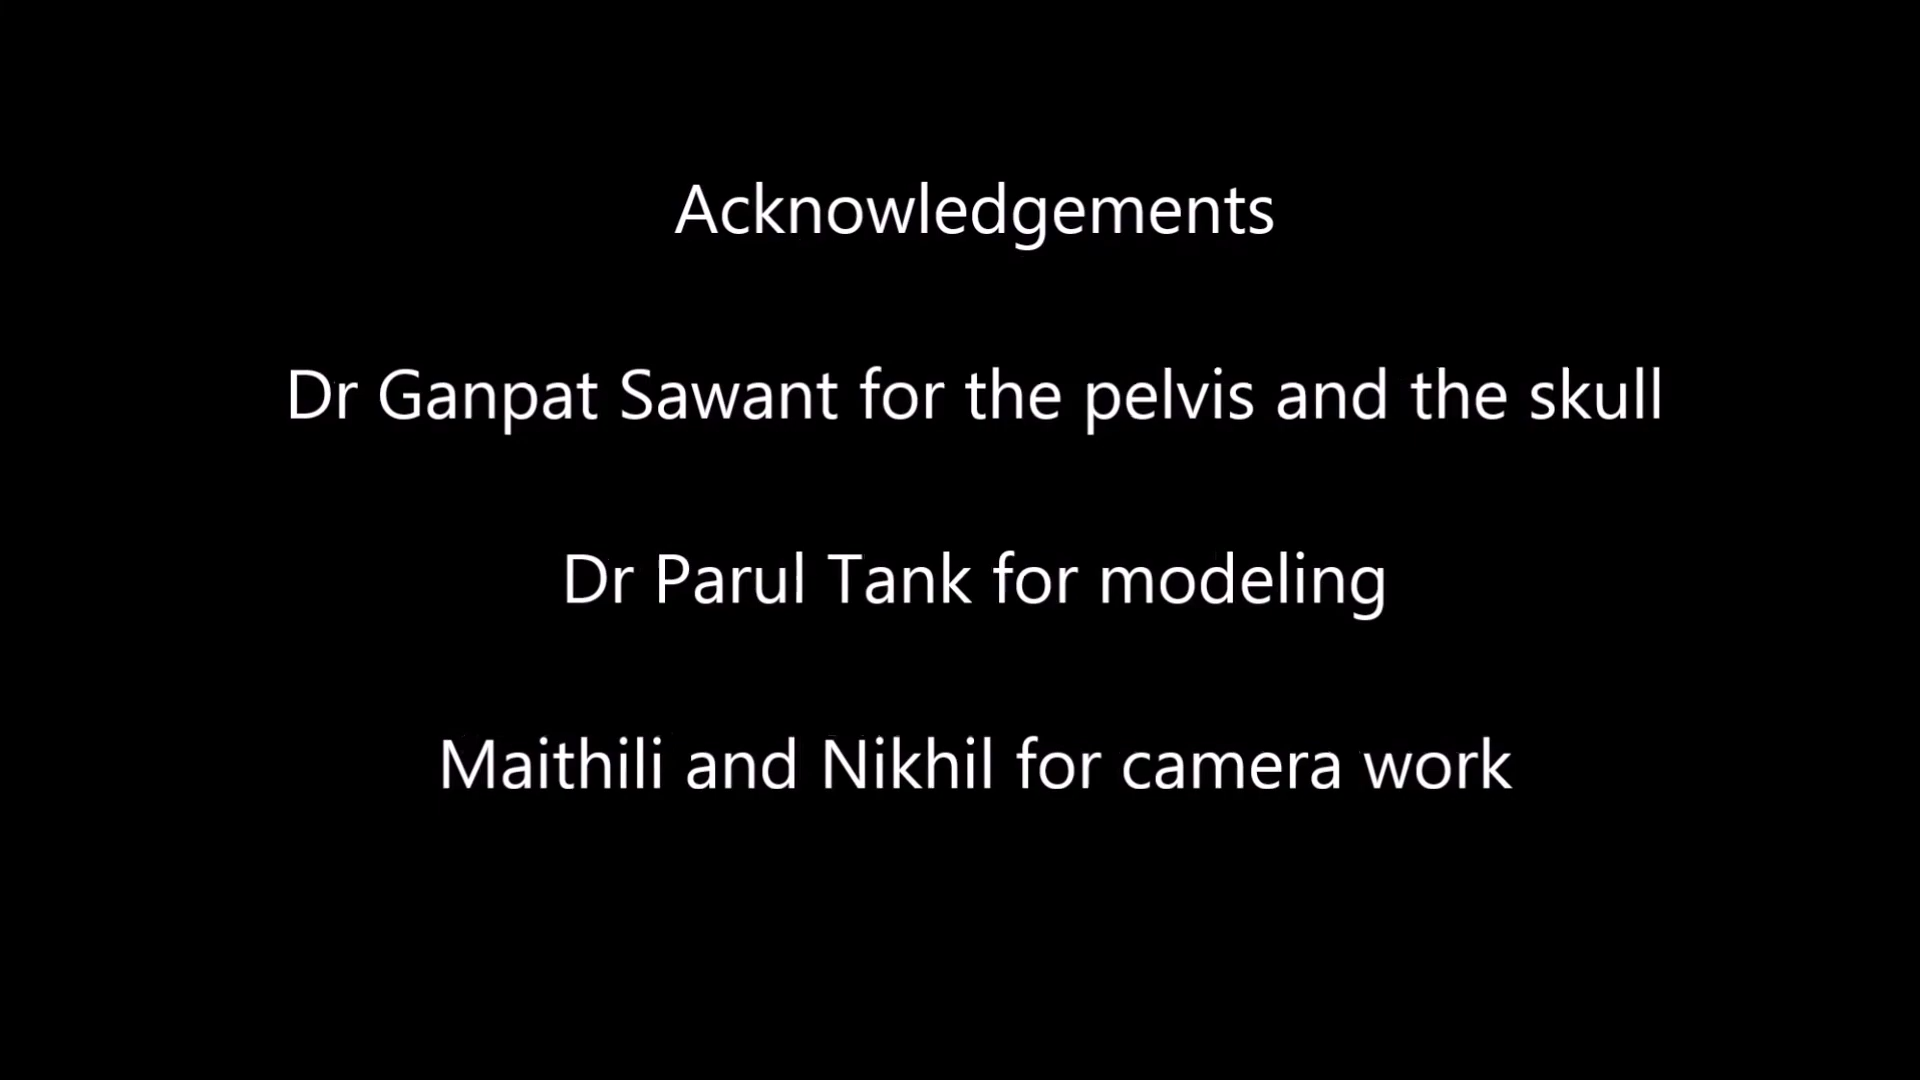 Acknowledgements
Dr Ganpat Sawant for the pelvis and the skull
Dr Parul Tank for modeling
Maithili and Nikhil for camera work